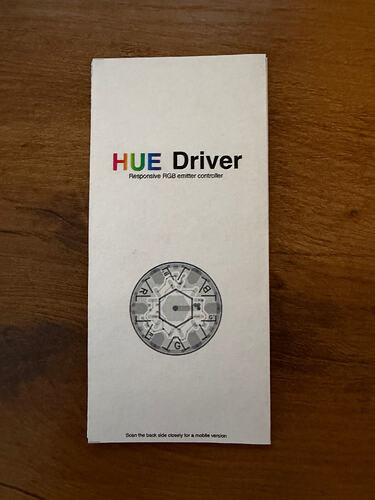 HUE Driver
Responsive RGB emitter controller
R
B
G
Scan the back side closely for a mobile version